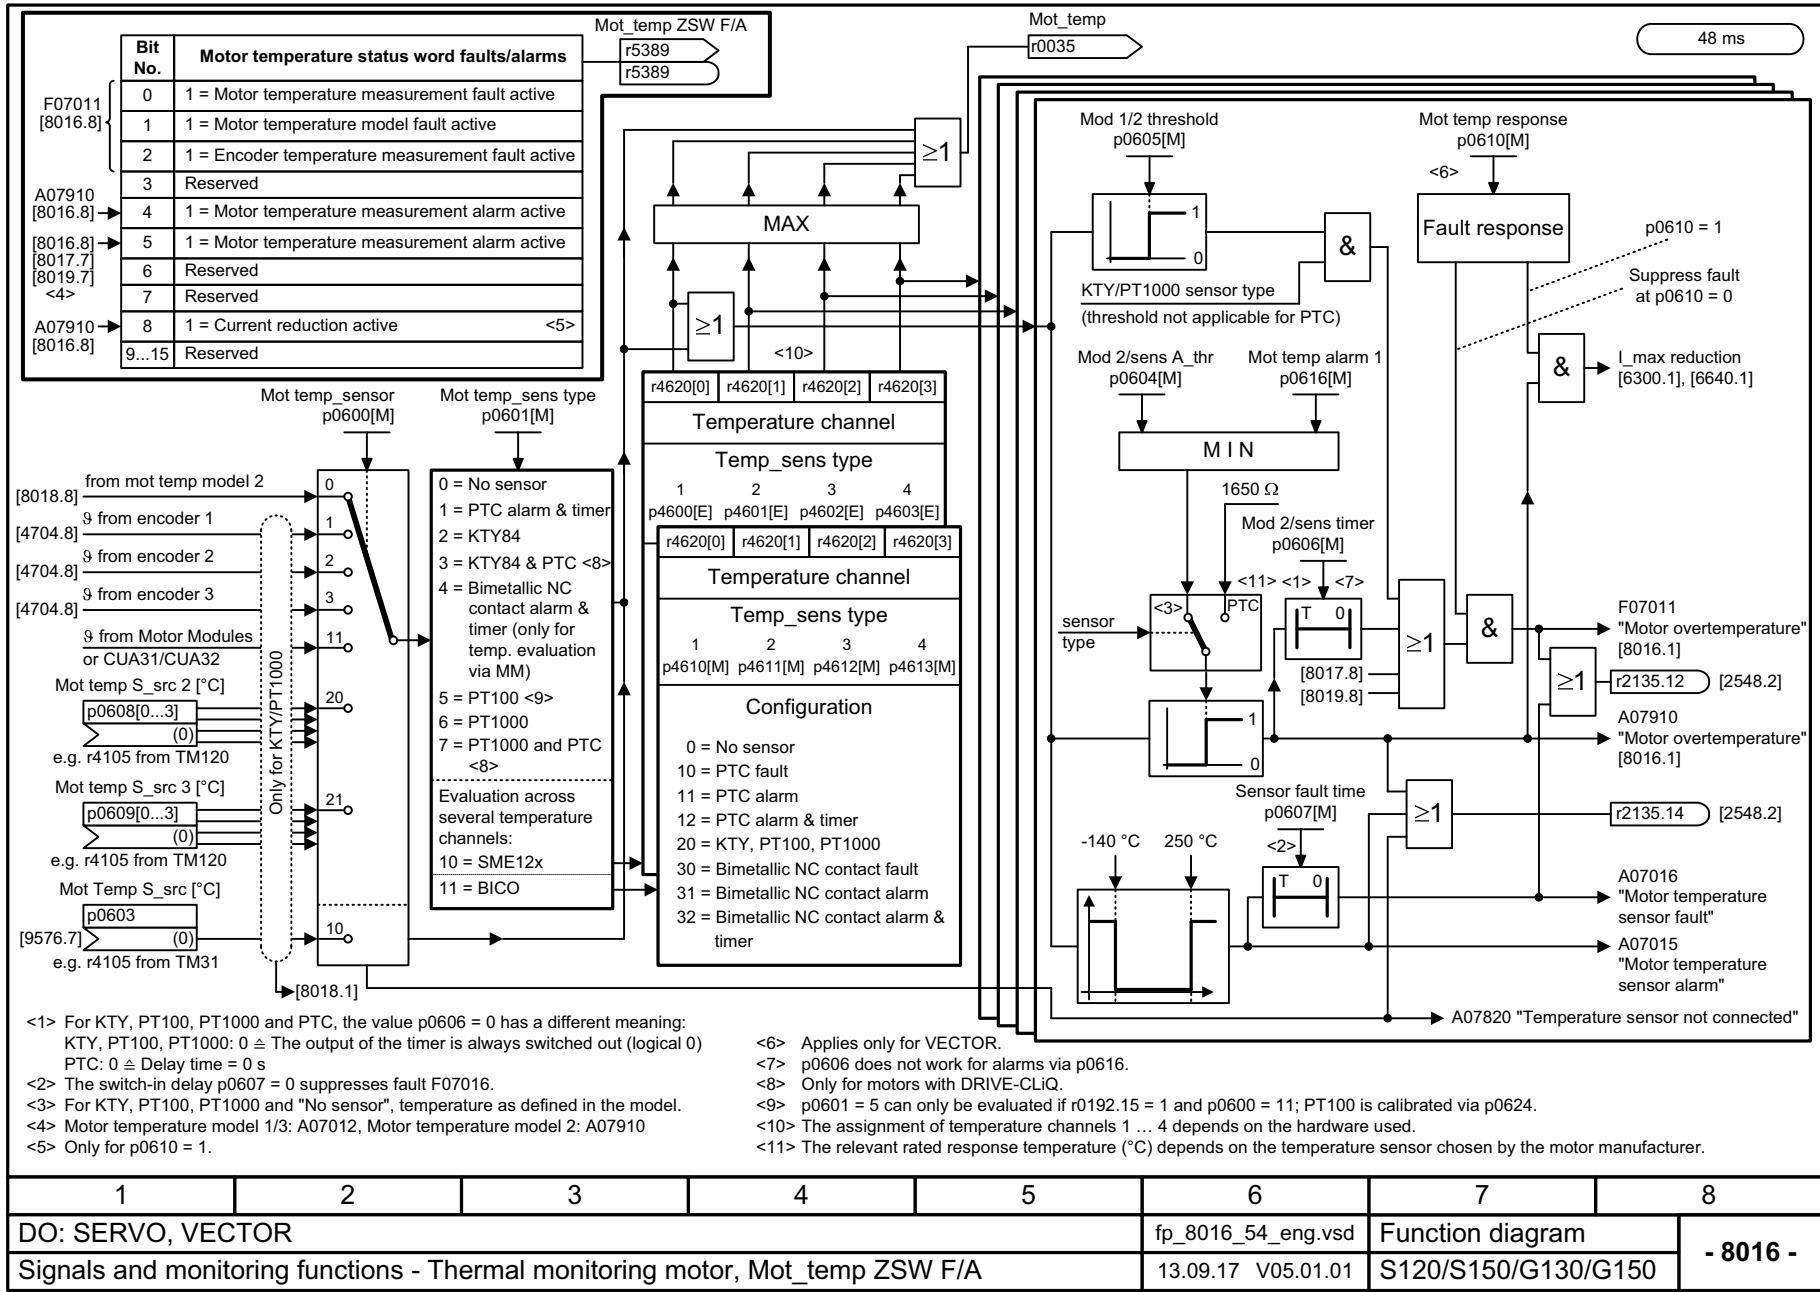 Mot_temp ZSW F/A
r5389
r5389
Mot_temp
r0035
48 ms
Bit No.
Motor temperature status word faults/alarms
0 1 = Motor temperature measurement fault active
1 1 = Motor temperature model fault active
2 1 = Encoder temperature measurement fault active
3 Reserved
4 1 = Motor temperature measurement alarm active
5 1 = Motor temperature measurement alarm active
6 Reserved
7 Reserved
8 1 = Current reduction active <5>
9...15 Reserved
F07011
[8016.8]
A07910
[8016.8]
[8016.8]
[8017.7]
[8019.7]
<4>
A07910
[8016.8]
≥1
MAX
≥1
<10>
Mot temp_sensor
p0600[M]
Mot temp_sens type
p0601[M]
from mot temp model 2
[8018.8]
0
ϑ from encoder 1
[4704.8]
1
ϑ from encoder 2
[4704.8]
2
ϑ from encoder 3
[4704.8]
3
ϑ from Motor Modules
or CUA31/CUA32
11
Mot temp S_src 2 [°C]
p0608[0...3]
(0)
e.g. r4105 from TM120
20
Mot temp S_src 3 [°C]
p0609[0...3]
(0)
e.g. r4105 from TM120
21
Mot Temp S_src [°C]
p0603
[9576.7]
(0)
e.g. r4105 from TM31
10
Only for KTY/PT1000
[8018.1]
0 = No sensor
1 = PTC alarm & timer
2 = KTY84
3 = KTY84 & PTC <8>
4 = Bimetallic NC
contact alarm &
timer (only for
temp. evaluation
via MM)
5 = PT100 <9>
6 = PT1000
7 = PT1000 and PTC
<8>
Evaluation across
several temperature
channels:
10 = SME12x
11 = BICO
r4620[0] r4620[1] r4620[2] r4620[3]
Temperature channel
Temp_sens type
1 2 3 4
p4600[E] p4601[E] p4602[E] p4603[E]
r4620[0] r4620[1] r4620[2] r4620[3]
Temperature channel
Temp_sens type
1 2 3 4
p4610[M] p4611[M] p4612[M] p4613[M]
Configuration
0 = No sensor
10 = PTC fault
11 = PTC alarm
12 = PTC alarm & timer
20 = KTY, PT100, PT1000
30 = Bimetallic NC contact fault
31 = Bimetallic NC contact alarm
32 = Bimetallic NC contact alarm &
timer
Mod 1/2 threshold
p0605[M]
1
0
KTY/PT1000 sensor type
(threshold not applicable for PTC)
&
Mot temp response
p0610[M]
<6>
Fault response
p0610 = 1
Suppress fault
at p0610 = 0
&
I_max reduction
[6300.1], [6640.1]
Mod 2/sens A_thr
p0604[M]
Mot temp alarm 1
p0616[M]
M I N
1650 Ω
Mod 2/sens timer
p0606[M]
<11> <1> <7>
<3>
PTC
sensor
type
T 0
[8017.8]
[8019.8]
≥1
&
F07011
"Motor overtemperature"
[8016.1]
≥1
r2135.12 [2548.2]
1
0
A07910
"Motor overtemperature"
[8016.1]
Sensor fault time
p0607[M]
<2>
T 0
≥1
r2135.14 [2548.2]
-140 °C 250 °C
A07016
"Motor temperature
sensor fault"
A07015
"Motor temperature
sensor alarm"
A07820 "Temperature sensor not connected"
<1> For KTY, PT100, PT1000 and PTC, the value p0606 = 0 has a different meaning:
KTY, PT100, PT1000: 0 ≙ The output of the timer is always switched out (logical 0)
PTC: 0 ≙ Delay time = 0 s
<2> The switch-in delay p0607 = 0 suppresses fault F07016.
<3> For KTY, PT100, PT1000 and "No sensor", temperature as defined in the model.
<4> Motor temperature model 1/3: A07012, Motor temperature model 2: A07910
<5> Only for p0610 = 1.
<6> Applies only for VECTOR.
<7> p0606 does not work for alarms via p0616.
<8> Only for motors with DRIVE-CLiQ.
<9> p0601 = 5 can only be evaluated if r0192.15 = 1 and p0600 = 11; PT100 is calibrated via p0624.
<10> The assignment of temperature channels 1 … 4 depends on the hardware used.
<11> The relevant rated response temperature (°C) depends on the temperature sensor chosen by the motor manufacturer.
1 2 3 4 5 6 7 8
DO: SERVO, VECTOR
fp_8016_54_eng.vsd
Function diagram
- 8016 -
Signals and monitoring functions - Thermal monitoring motor, Mot_temp ZSW F/A
13.09.17 V05.01.01
S120/S150/G130/G150